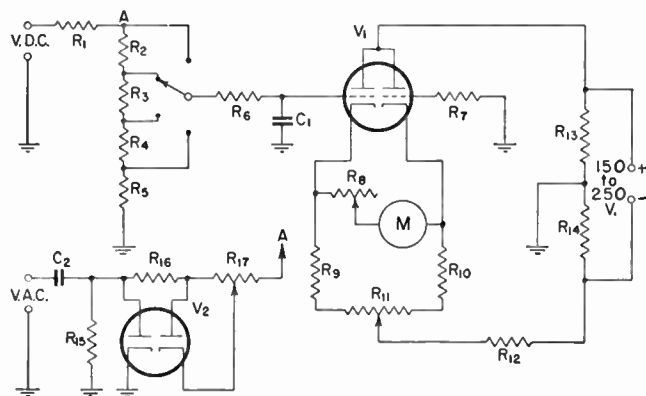 A
V.D.C.
R1
R2
R3
R4
R5
R6
C1
V1
R7
R13
150
to
250
V.
+
-
R14
R8
M
R9
R10
R11
R12
A
C2
R16
R17
V.A.C.
V2
R15